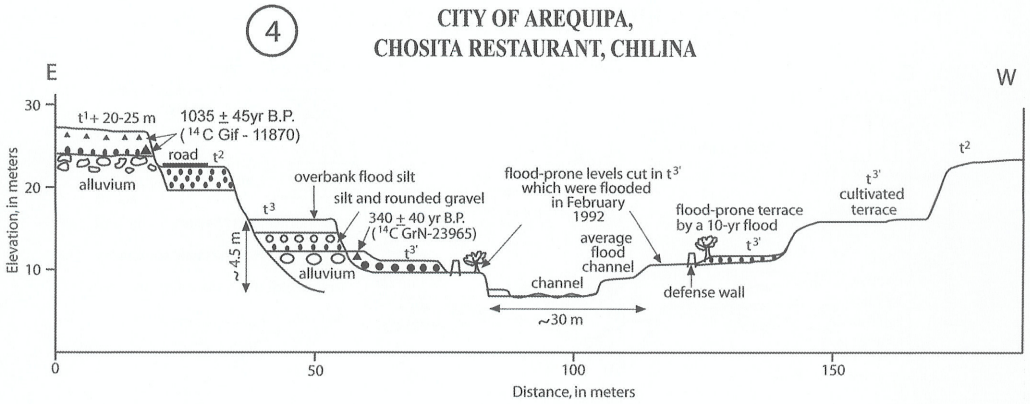 4
CITY OF AREQUIPA,
CHOSITA RESTAURANT, CHILINA
E
W
30
20
10
Elevation, in meters
t1 + 20-25 m
1035 ± 45yr B.P.
(14C Gif - 11870)
road
t2
alluvium
overbank flood silt
silt and rounded gravel
t3
340 ± 40 yr B.P.
(14C GrN-23965)
t3'
~ 4.5 m
alluvium
flood-prone levels cut in t3'
which were flooded
in February
1992
average
flood
channel
channel
~30 m
flood-prone terrace
by a 10-yr flood
t3'
defense wall
t3'
cultivated
terrace
t2
0
50
100
150
Distance, in meters